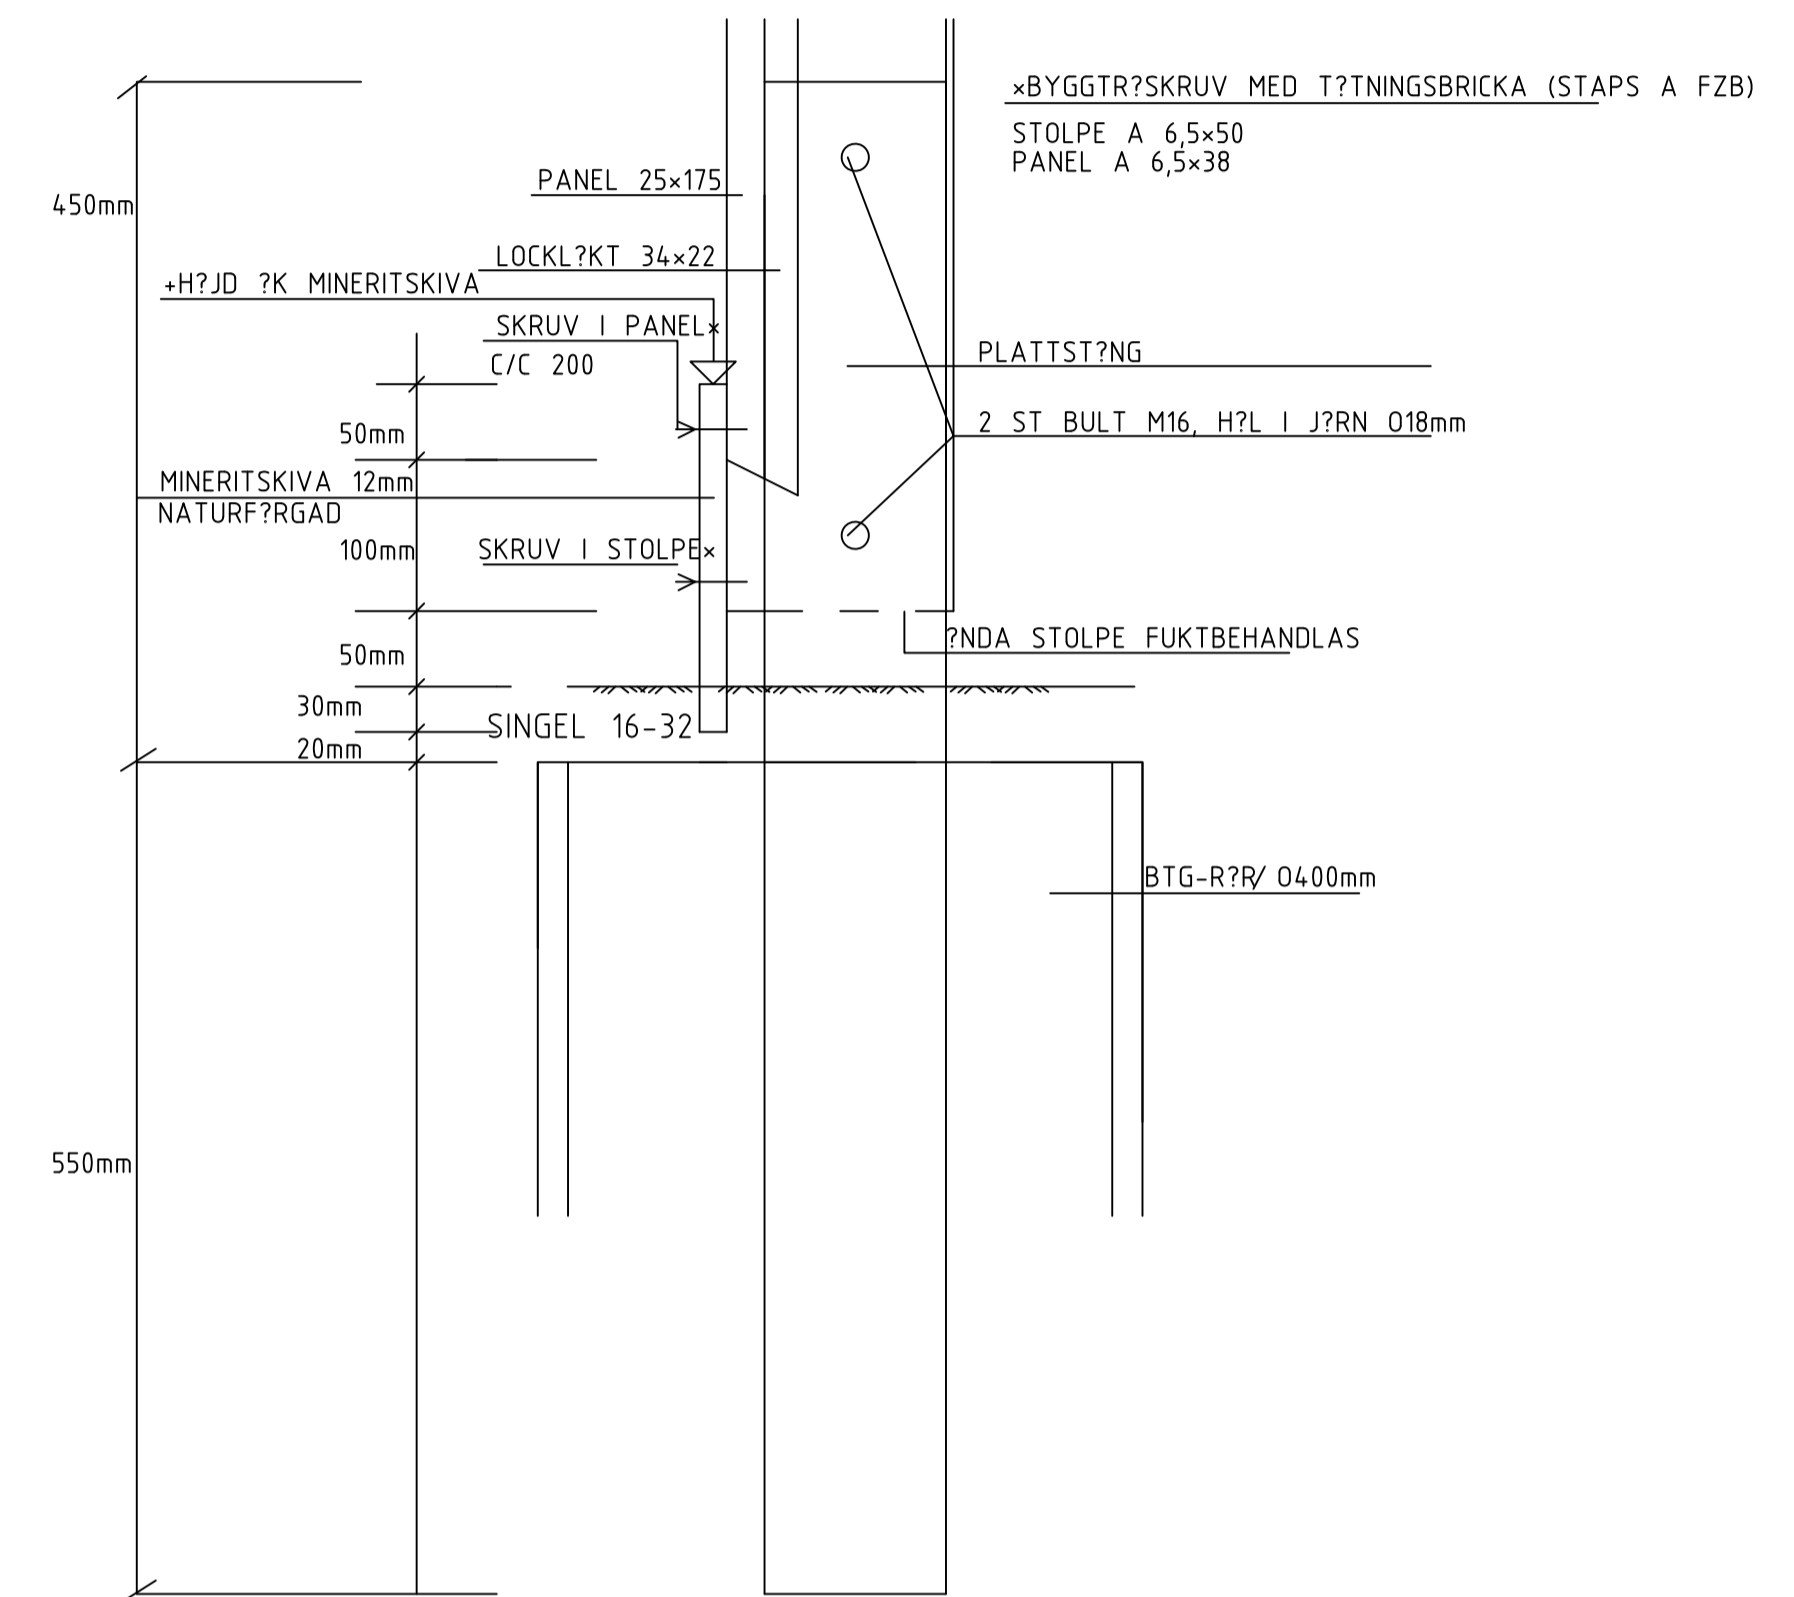 ×BYGGTR?SKRUV MED T?TNINGSBRICKA (STAPS A FZB)
STOLPE A 6,5×50
PANEL A 6,5×38
PANEL 25×175
450mm
LOCKL?KT 34×22
+H?JD ?K MINERITSKIVA
SKRUV I PANEL×
C/C 200
PLATTST?NG
2 ST BULT M16, H?L I J?RN O18mm
50mm
MINERITSKIVA 12mm
NATURF?RGAD
100mm
SKRUV I STOLPE×
?NDA STOLPE FUKTBEHANDLAS
50mm
30mm
SINGEL 16-32
20mm
BTG-R?R/ O400mm
550mm